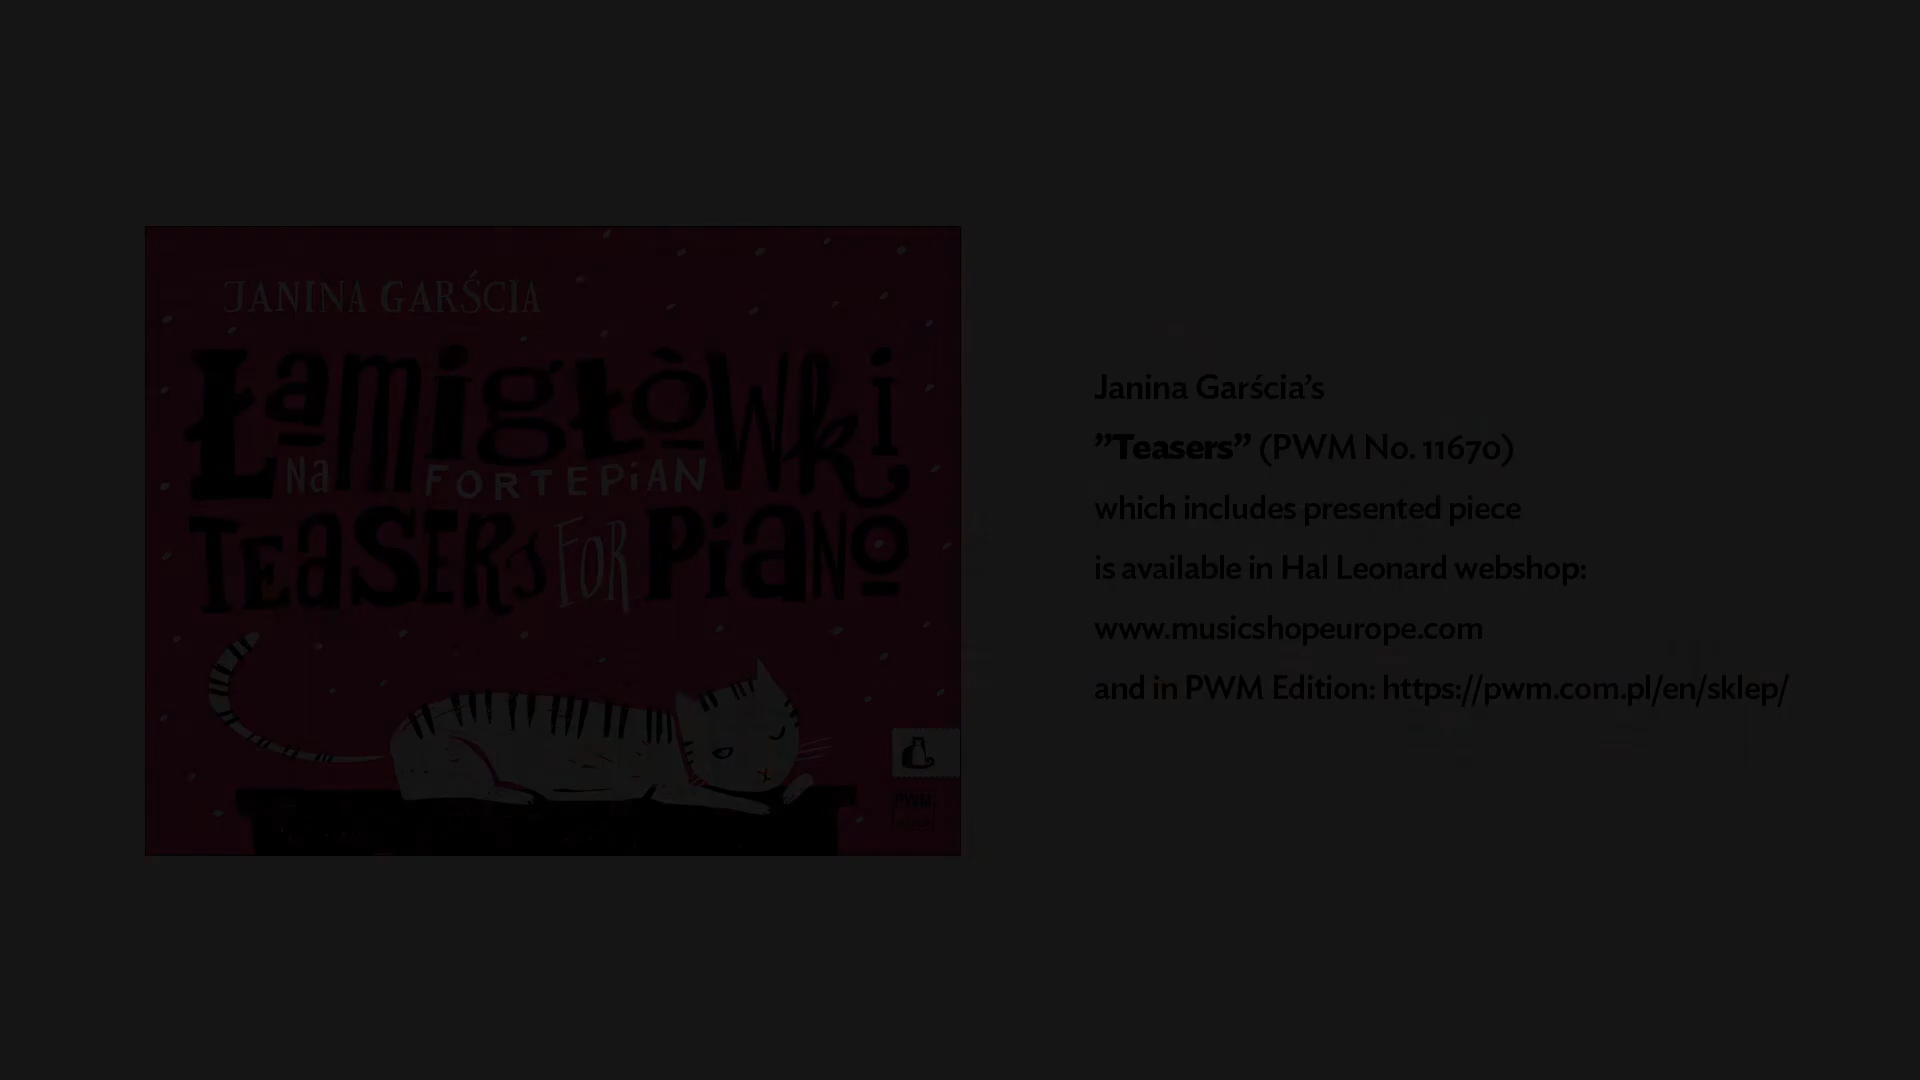 JANINA GARŚCIA
Łamigłówki
Na FORTEPiAN
TEaSERs FOR PiaNO
PWM
Janina Garścia’s
”Teasers” (PWM No. 11670)
which includes presented piece
is available in Hal Leonard webshop:
www.musicshopeurope.com
and in PWM Edition: https://pwm.com.pl/en/sklep/